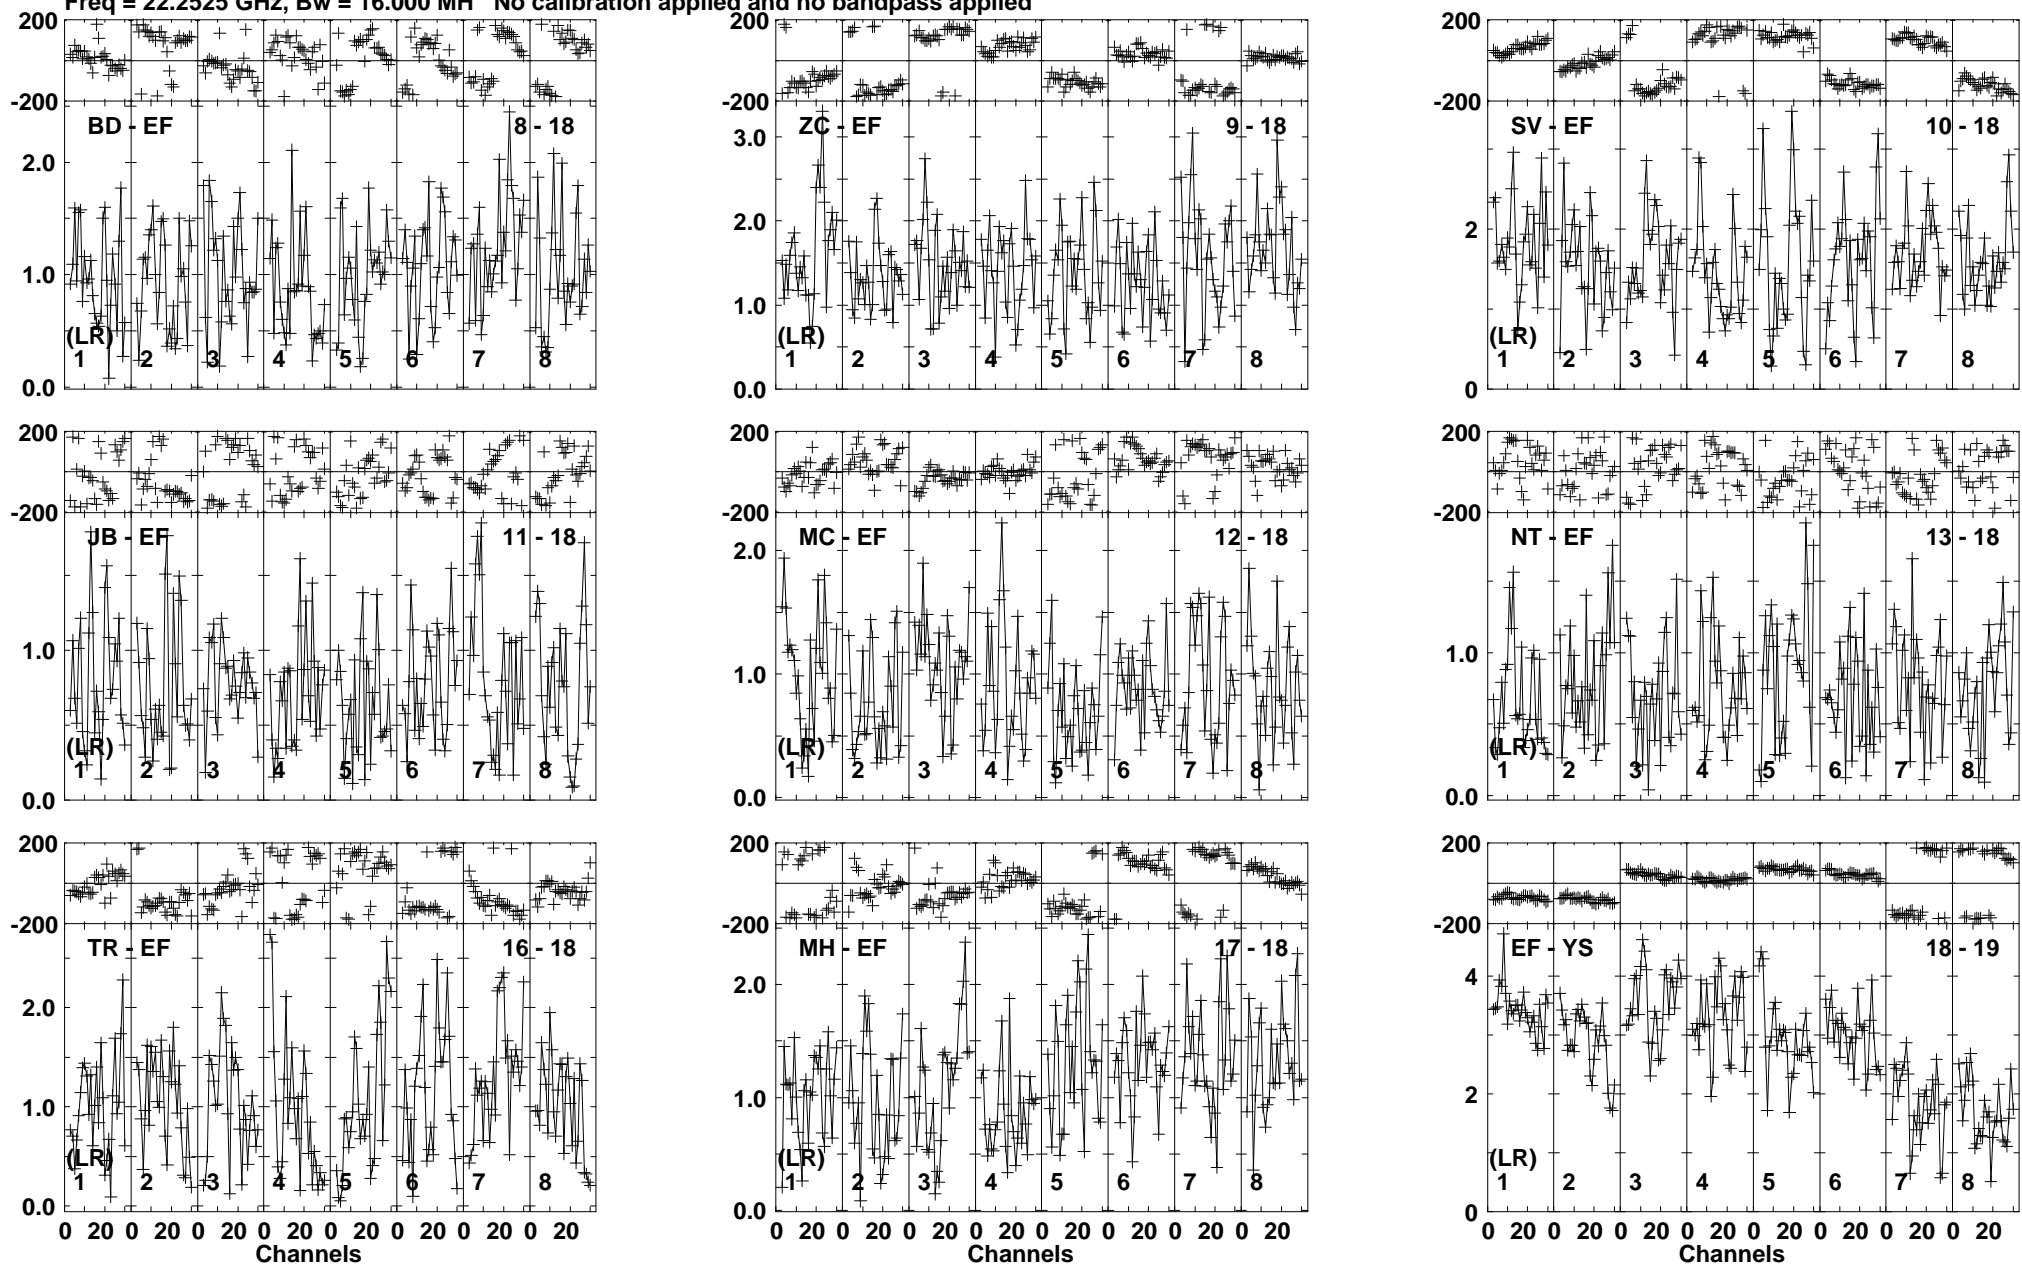 Freq = 22.2525 GHz, Bw = 16.000 MH No calibration applied and no bandpass applied
200 200 200
-200 -200 -200
BD - EF 8 - 18 ZC - EF 9 - 18 SV - EF 10 - 18
2.0 3.0
2.0 2
1.0 1.0
(LR) (LR) (LR)
1 2 3 4 5 6 7 8 1 2 3 4 5 6 7 8 1 2 3 4 5 6 7 8
0.0 0.0 0
200 200 200
-200 -200 -200
JB - EF 11 - 18 MC - EF 12 - 18 NT - EF 13 - 18
2.0
1.0 1.0 1.0
(LR) (LR) (LR)
1 2 3 4 5 6 7 8 1 2 3 4 5 6 7 8 1 2 3 4 5 6 7 8
0.0 0.0 0.0
200 200 200
-200 -200 -200
TR - EF 16 - 18 MH - EF 17 - 18 EF - YS 18 - 19
2.0 2.0 4
1.0 1.0 2
(LR) (LR) (LR)
1 2 3 4 5 6 7 8 1 2 3 4 5 6 7 8 1 2 3 4 5 6 7 8
0.0 0.0 0
0 20 0 20 0 20 0 20 0 20 0 20 0 20 0 20 0 20 0 20 0 20 0 20 0 20 0 20 0 20 0 20 0 20 0 20 0 20 0 20 0 20 0 20 0 20 0 20
Channels Channels Channels